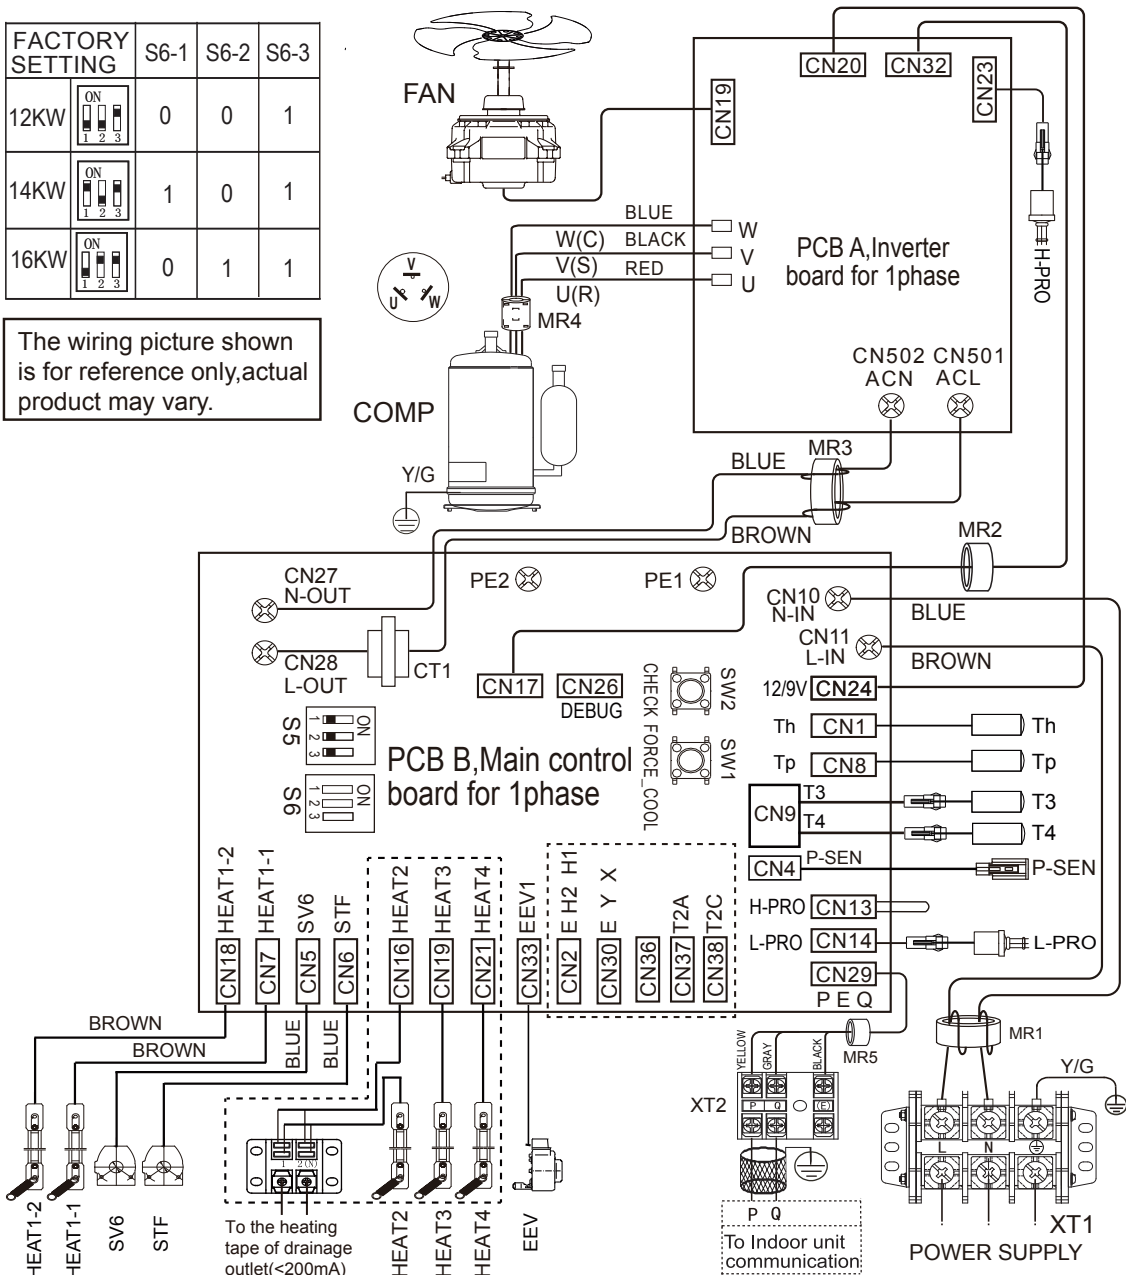 FACTORY SETTING S6-1 S6-2 S6-3
12KW ON 1 2 3 0 0 1
14KW ON 1 2 3 1 0 1
16KW ON 1 2 3 0 1 1
The wiring picture shown
is for reference only,actual
product may vary.
FAN
CN19
CN20
CN32
CN23
H-PRO
BLUE
W
W(C)
BLACK
V
V(S)
RED
U
U(R)
MR4
V
U
W
PCB A,Inverter
board for 1phase
COMP
Y/G
CN502 CN501
ACN ACL
MR3
BLUE
BROWN
MR2
CN27
N-OUT
PE2
PE1
CN10
N-IN
BLUE
CN28
L-OUT
CT1
CN11
L-IN
BROWN
CN17
CN26
DEBUG
CHECK
FORCE_COOL
SW2
SW1
12/9V CN24
Th CN1 Th
Tp CN8 Tp
CN9 T3 T3
T4 T4
CN4 P-SEN P-SEN
H-PRO CN13
L-PRO CN14 L-PRO
CN29
P E Q
S5
1 2 3 ON
S6
1 2 3 ON
PCB B,Main control
board for 1phase
CN18 HEAT1-2
CN7 HEAT1-1
CN5 SV6
CN6 STF
CN16 HEAT2
CN19 HEAT3
CN21 HEAT4
CN33 EEV1
CN2 E H2 H1
CN30 E Y X
CN36
CN37 T2A
CN38 T2C
BROWN
BROWN
BLUE
BLUE
YELLOW
GRAY
BLACK
MR5
MR1
Y/G
XT2
P Q (E)
1 2(N)
L N
XT1
POWER SUPPLY
P Q
To Indoor unit
communication
HEAT1-2
HEAT1-1
SV6
STF
To the heating
tape of drainage
outlet(<200mA)
HEAT2
HEAT3
HEAT4
EEV